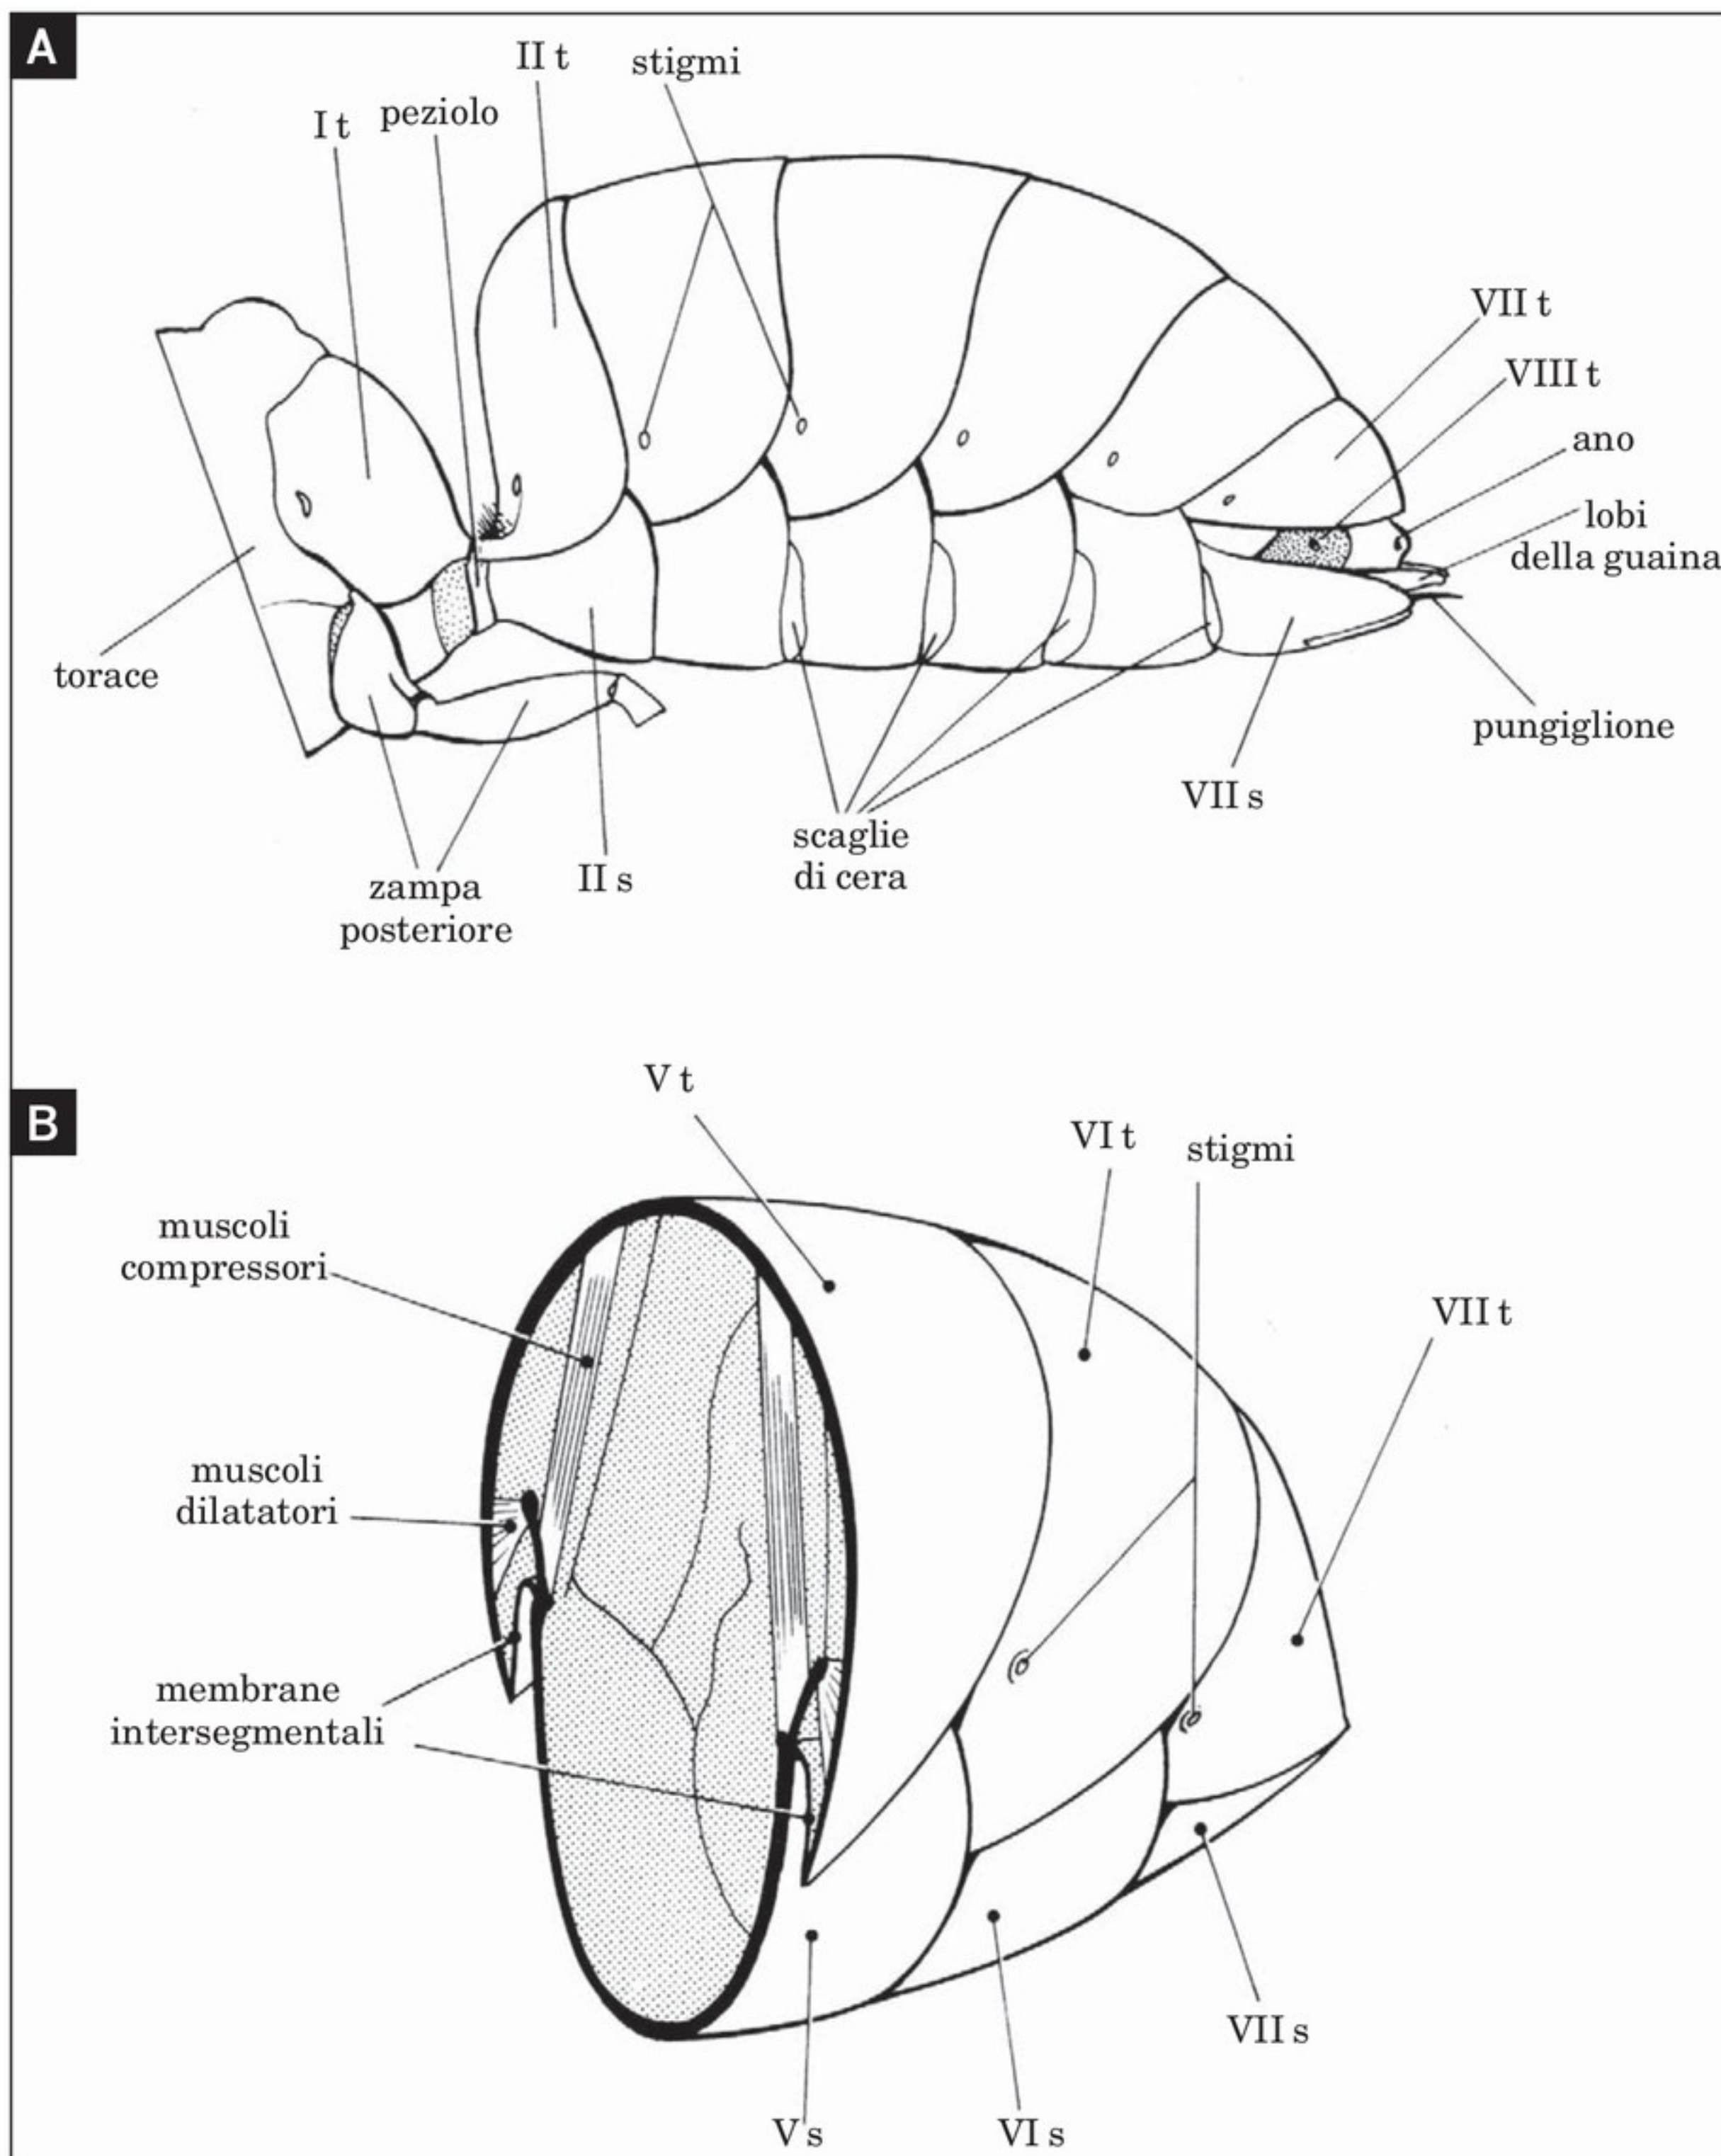 A
II t
stigmi
I t
peziolo
VII t
VIII t
ano
lobi
della guaina
torace
pungiglione
VII s
scaglie
di cera
II s
zampa
posteriore
B
V t
VI t
stigmi
muscoli
compressori
VII t
muscoli
dilatatori
membrane
intersegmentali
VII s
V s
VI s